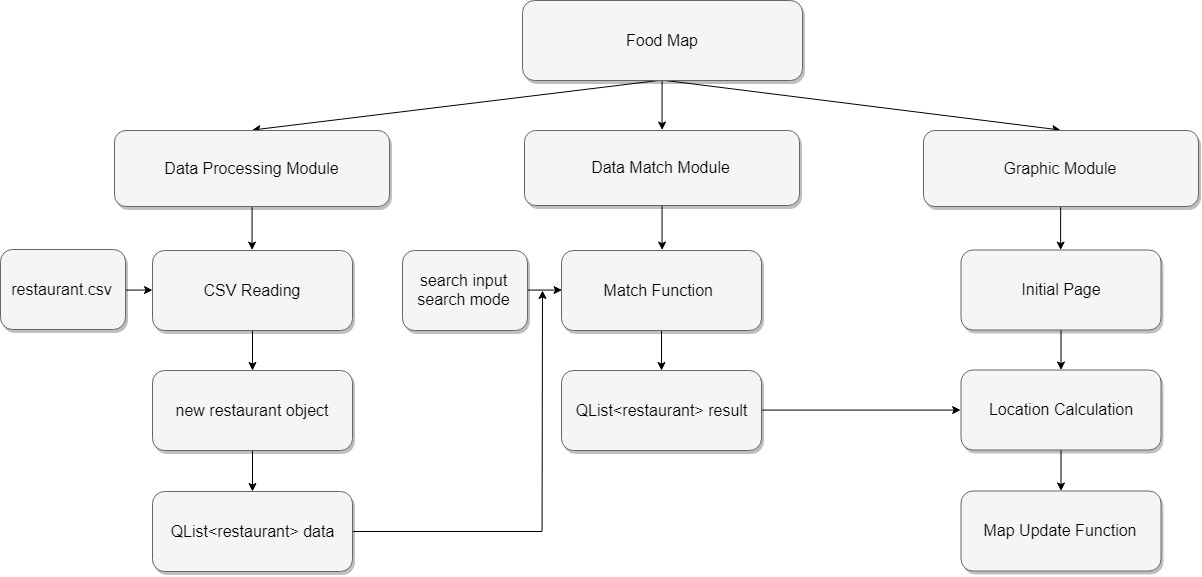 Food Map
Data Processing Module
Data Match Module
Graphic Module
restaurant.csv
CSV Reading
search input
search mode
Match Function
Initial Page
new restaurant object
QList<restaurant> result
Location Calculation
QList<restaurant> data
Map Update Function